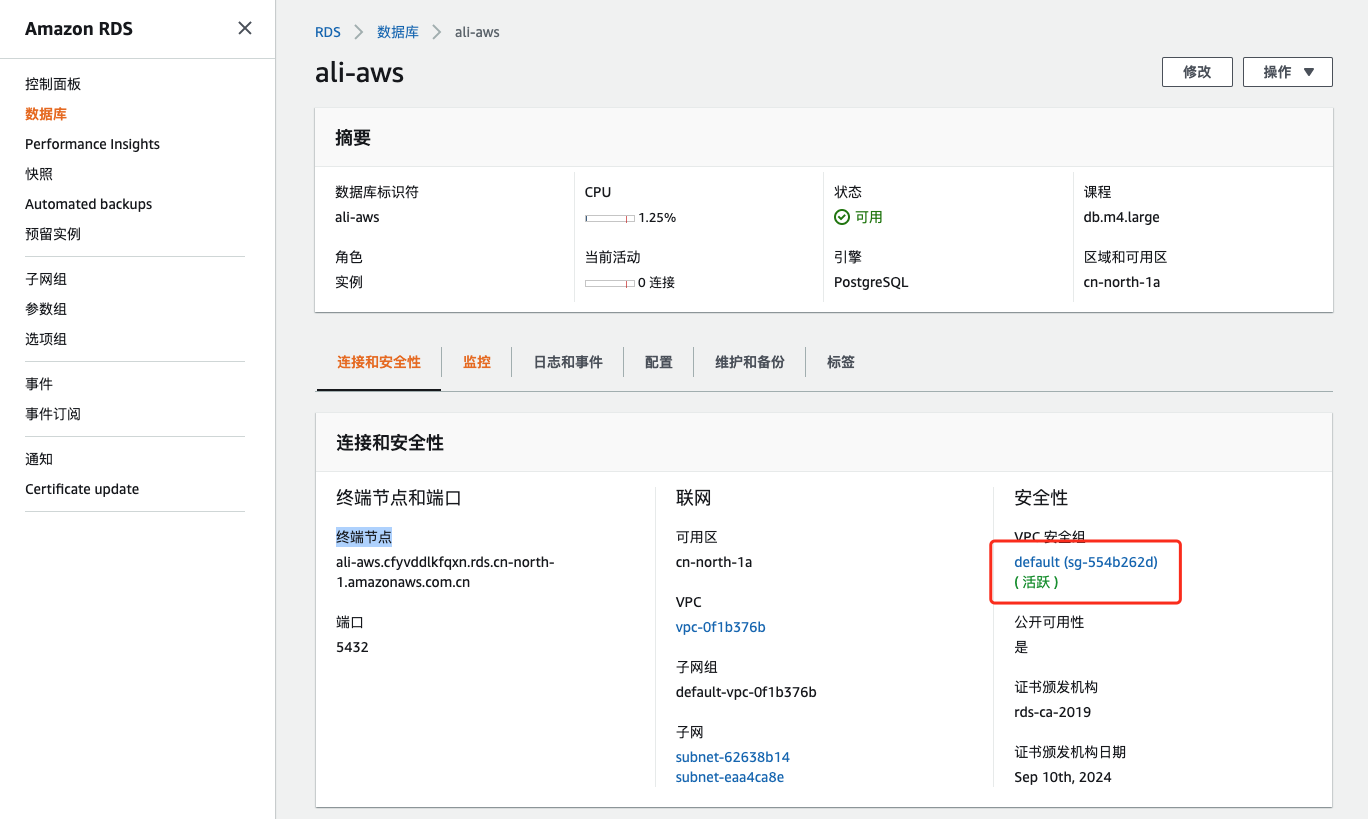 Amazon RDS
控制面板
数据库
Performance Insights
快照
Automated backups
预留实例
子网组
参数组
选项组
事件
事件订阅
通知
Certificate update
RDS
数据库
ali-aws
ali-aws
修改
操作
摘要
数据库标识符
ali-aws
CPU
1.25%
状态
可用
课程
db.m4.large
角色
实例
当前活动
0 连接
引擎
PostgreSQL
区域和可用区
cn-north-1a
连接和安全性
监控
日志和事件
配置
维护和备份
标签
连接和安全性
终端节点和端口
终端节点
ali-aws.cfyvddlkfqxn.rds.cn-north-
1.amazonaws.com.cn
端口
5432
联网
可用区
cn-north-1a
VPC
vpc-0f1b376b
子网组
default-vpc-0f1b376b
子网
subnet-62638b14
subnet-eaa4ca8e
安全性
VPC 安全组
default (sg-554b262d)
( 活跃 )
公开可用性
是
证书颁发机构
rds-ca-2019
证书颁发机构日期
Sep 10th, 2024